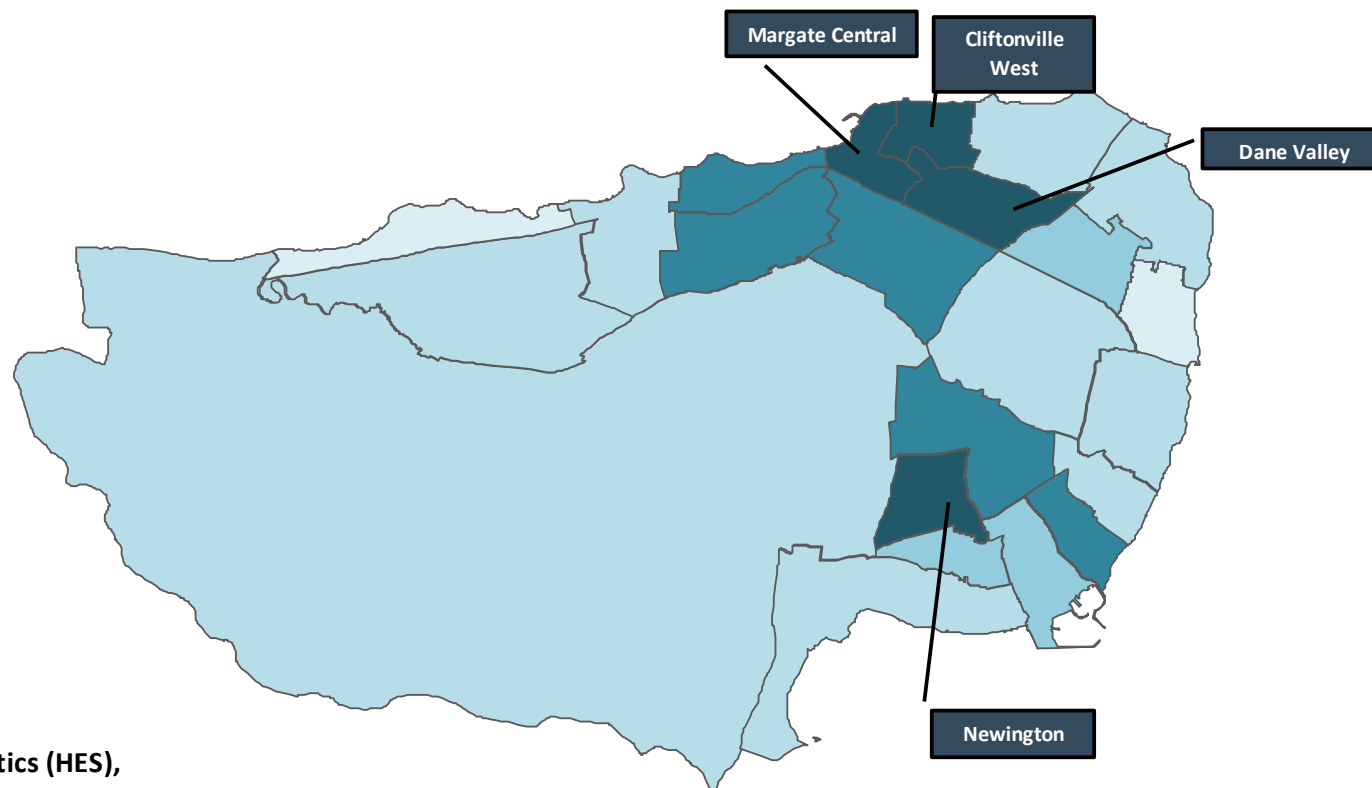 Margate Central
Cliftonville
West
Dane Valley
Newington
tics (HES),